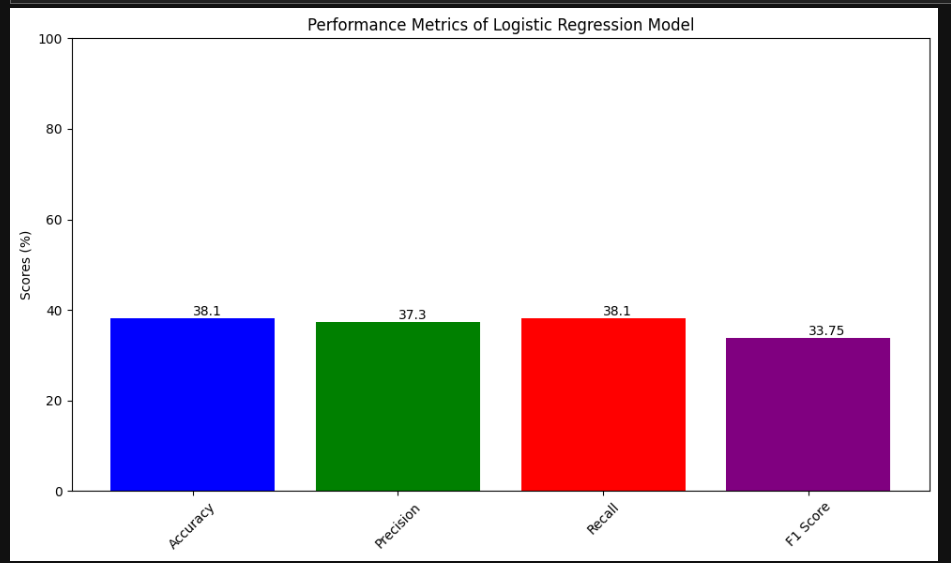 Performance Metrics of Logistic Regression Model
Scores (%)
100
80
60
40
20
0
38.1
37.3
38.1
33.75
Accuracy
Precision
Recall
F1 Score